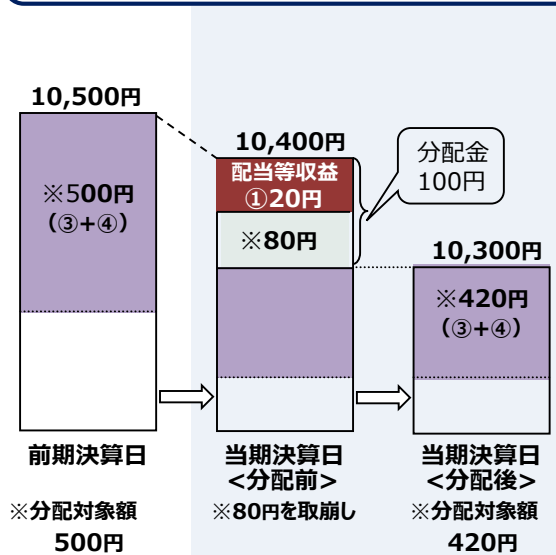 10,500円
※500円
(③+④)
前期決算日
※分配対象額
500円
10,400円
配当等収益
①20円
※80円
当期決算日
<分配前>
※80円を取崩し
分配金
100円
10,300円
※420円
(③+④)
当期決算日
<分配後>
※分配対象額
420円